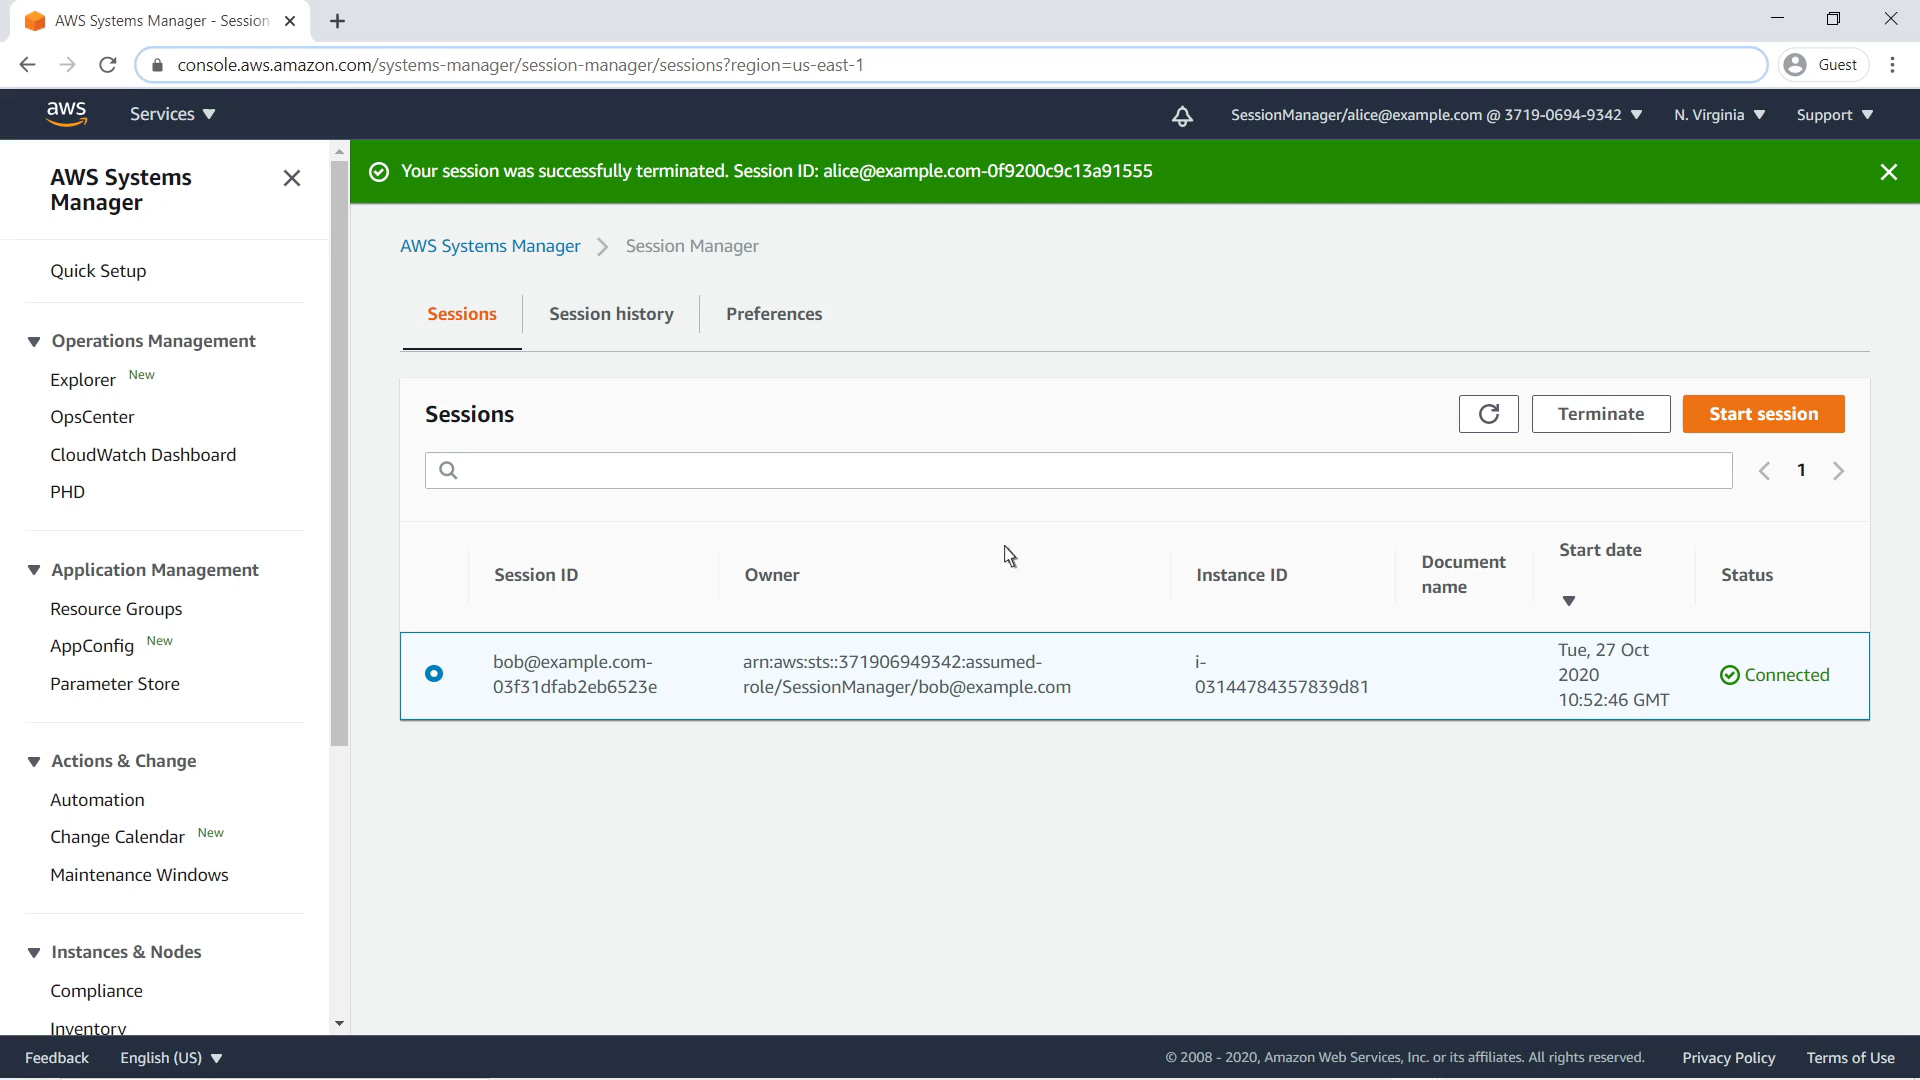 AWS Systems Manager - Session
console.aws.amazon.com/systems-manager/session-manager/sessions?region=us-east-1
Guest
aws
Services
SessionManager/alice@example.com @ 3719-0694-9342
N. Virginia
Support
AWS Systems
Manager
Quick Setup
Operations Management
Explorer New
OpsCenter
CloudWatch Dashboard
PHD
Application Management
Resource Groups
AppConfig New
Parameter Store
Actions & Change
Automation
Change Calendar New
Maintenance Windows
Instances & Nodes
Compliance
Inventory
Your session was successfully terminated. Session ID: alice@example.com-0f9200c9c13a91555
AWS Systems Manager
Session Manager
Sessions
Session history
Preferences
Sessions
Terminate
Start session
1
Session ID
Owner
Instance ID
Document
name
Start date
Status
bob@example.com-
03f31dfab2eb6523e
arn:aws:sts::371906949342:assumed-
role/SessionManager/bob@example.com
i-
03144784357839d81
Tue, 27 Oct
2020
10:52:46 GMT
Connected
Feedback
English (US)
© 2008 - 2020, Amazon Web Services, Inc. or its affiliates. All rights reserved.
Privacy Policy
Terms of Use